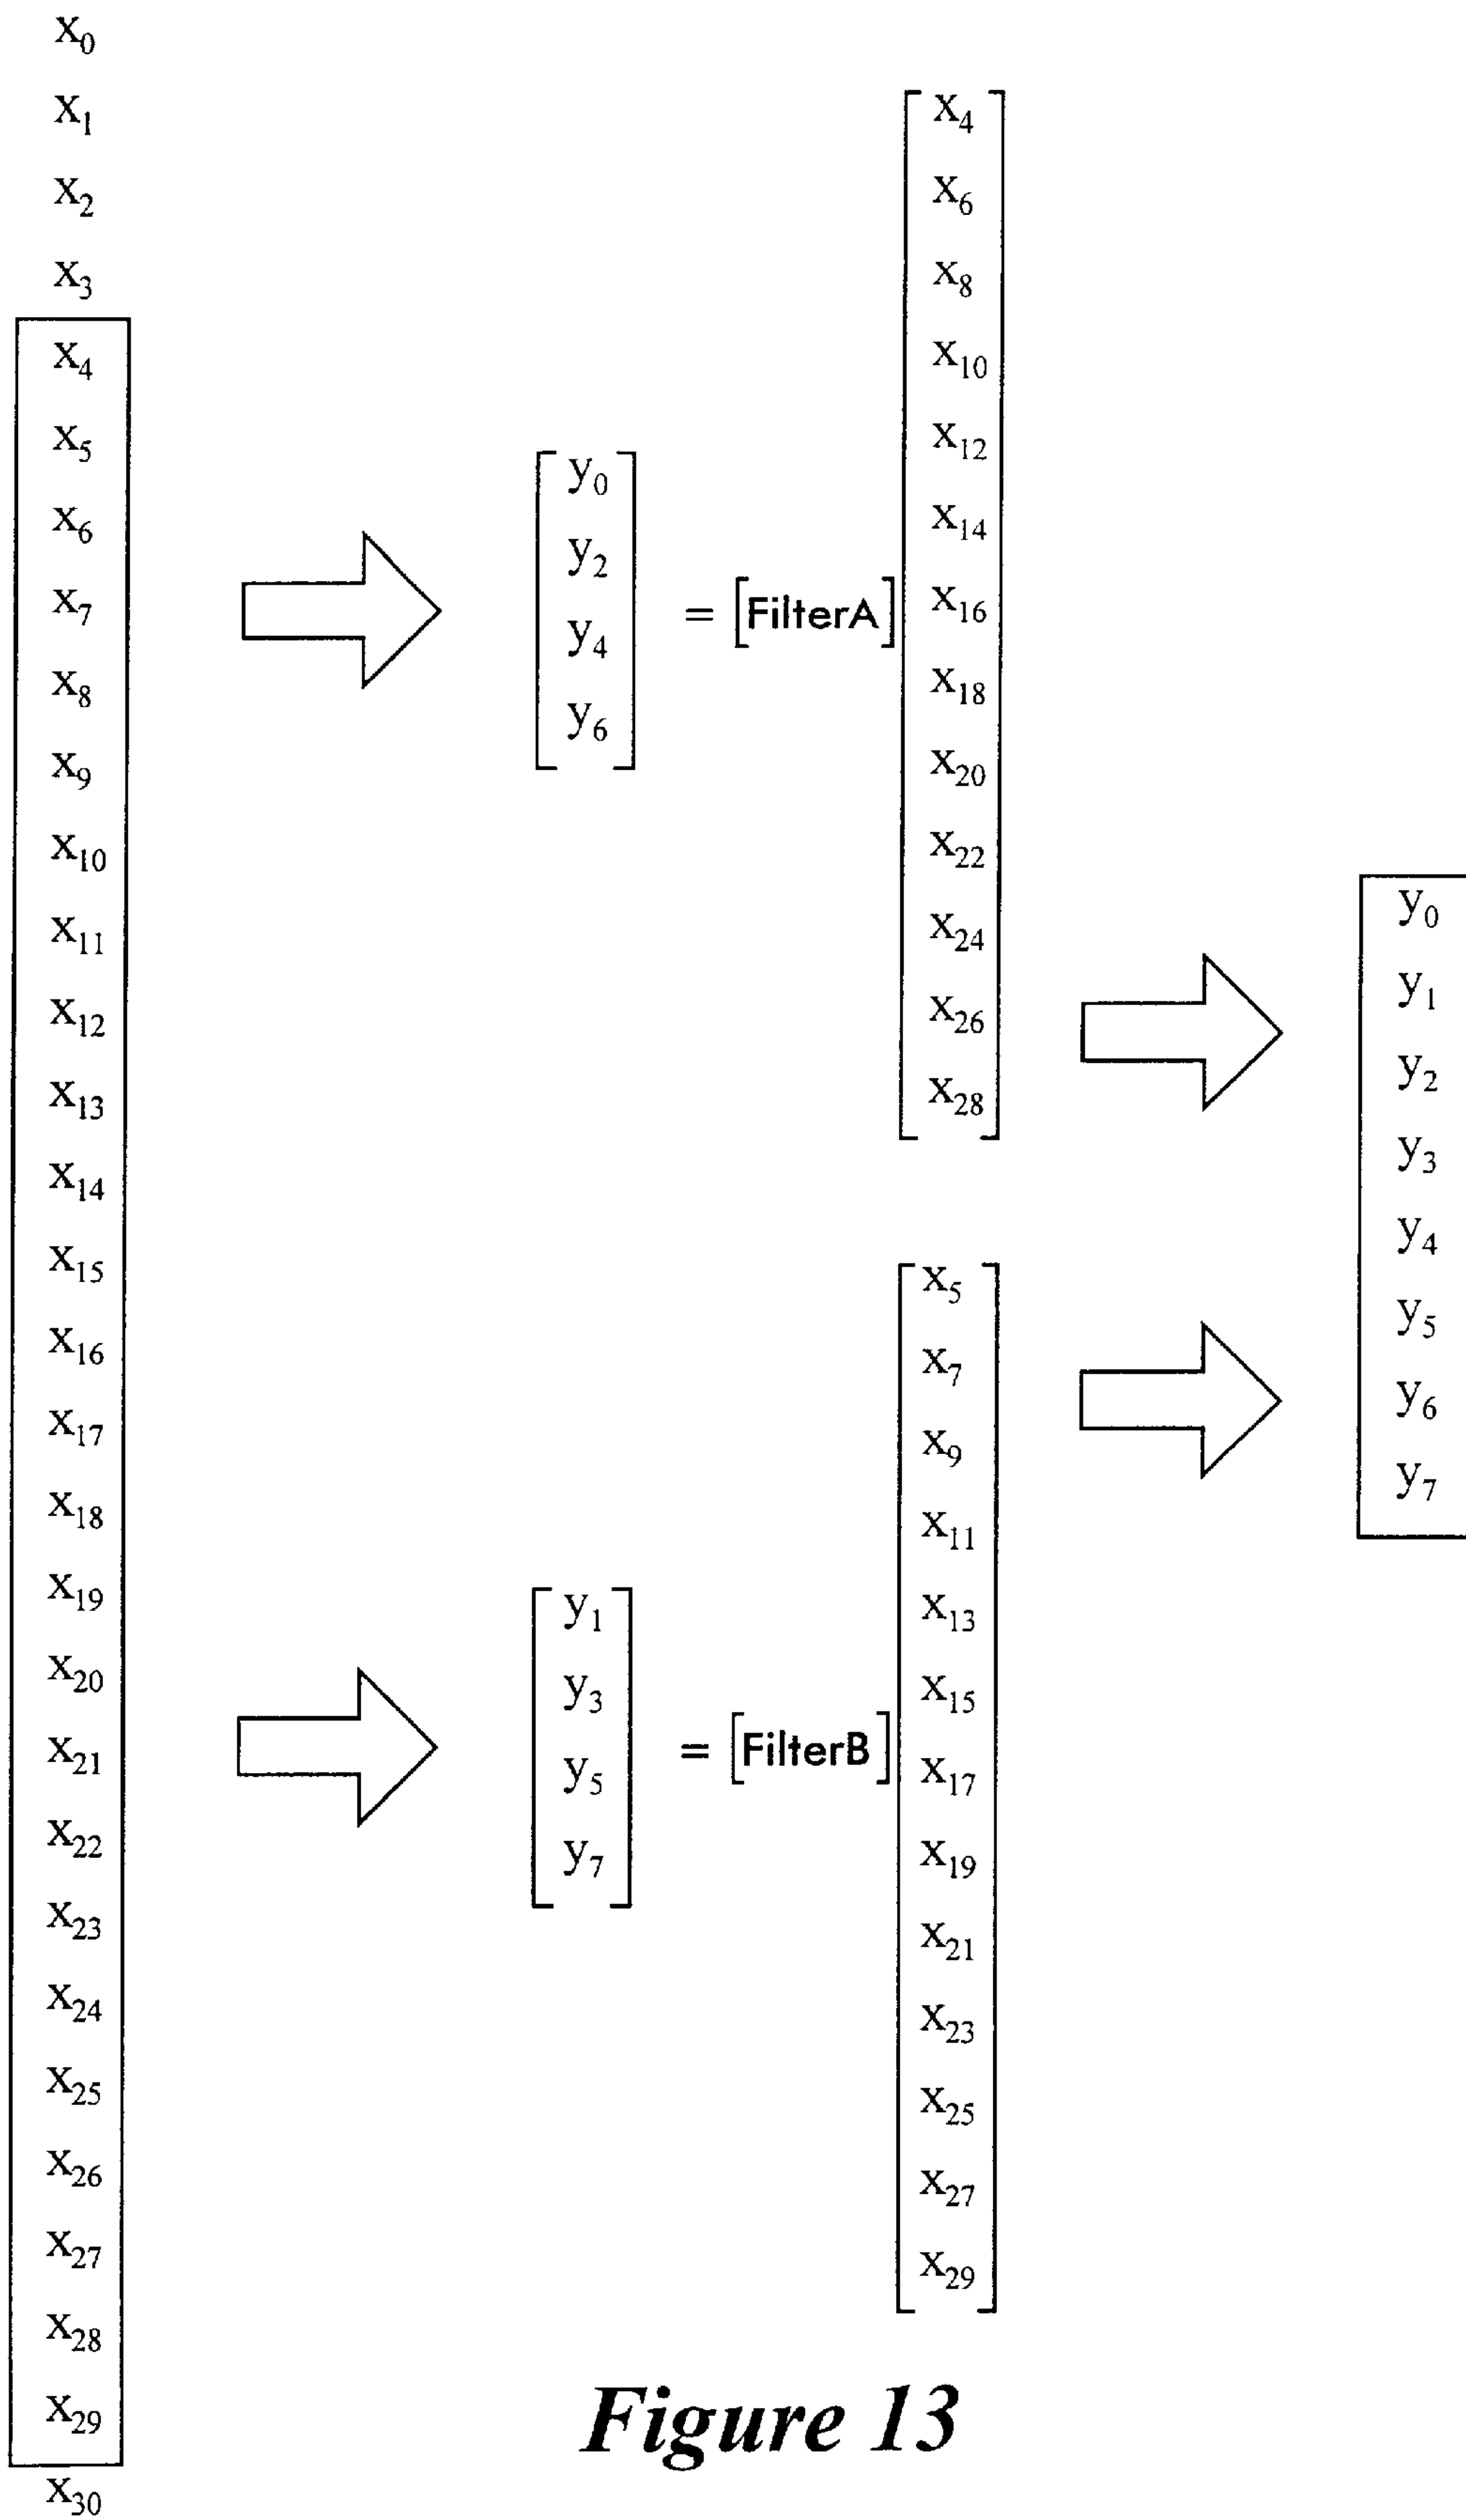 x₀
x₁
x₂
x₃
x₄
x₅
x₆
x₇
x₈
x₉
x₁₀
x₁₁
x₁₂
x₁₃
x₁₄
x₁₅
x₁₆
x₁₇
x₁₈
x₁₉
x₂₀
x₂₁
x₂₂
x₂₃
x₂₄
x₂₅
x₂₆
x₂₇
x₂₈
x₂₉
x₃₀
y₀
y₂
y₄
y₆
= [FilterA]
x₄
x₆
x₈
x₁₀
x₁₂
x₁₄
x₁₆
x₁₈
x₂₀
x₂₂
x₂₄
x₂₆
x₂₈
y₁
y₃
y₅
y₇
= [FilterB]
x₅
x₇
x₉
x₁₁
x₁₃
x₁₅
x₁₇
x₁₉
x₂₁
x₂₃
x₂₅
x₂₇
x₂₉
y₀
y₁
y₂
y₃
y₄
y₅
y₆
y₇
Figure 13